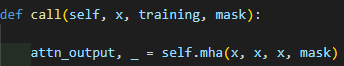 def call(self, x, training, mask):
attn_output, _ = self.mha(x, x, x, mask)